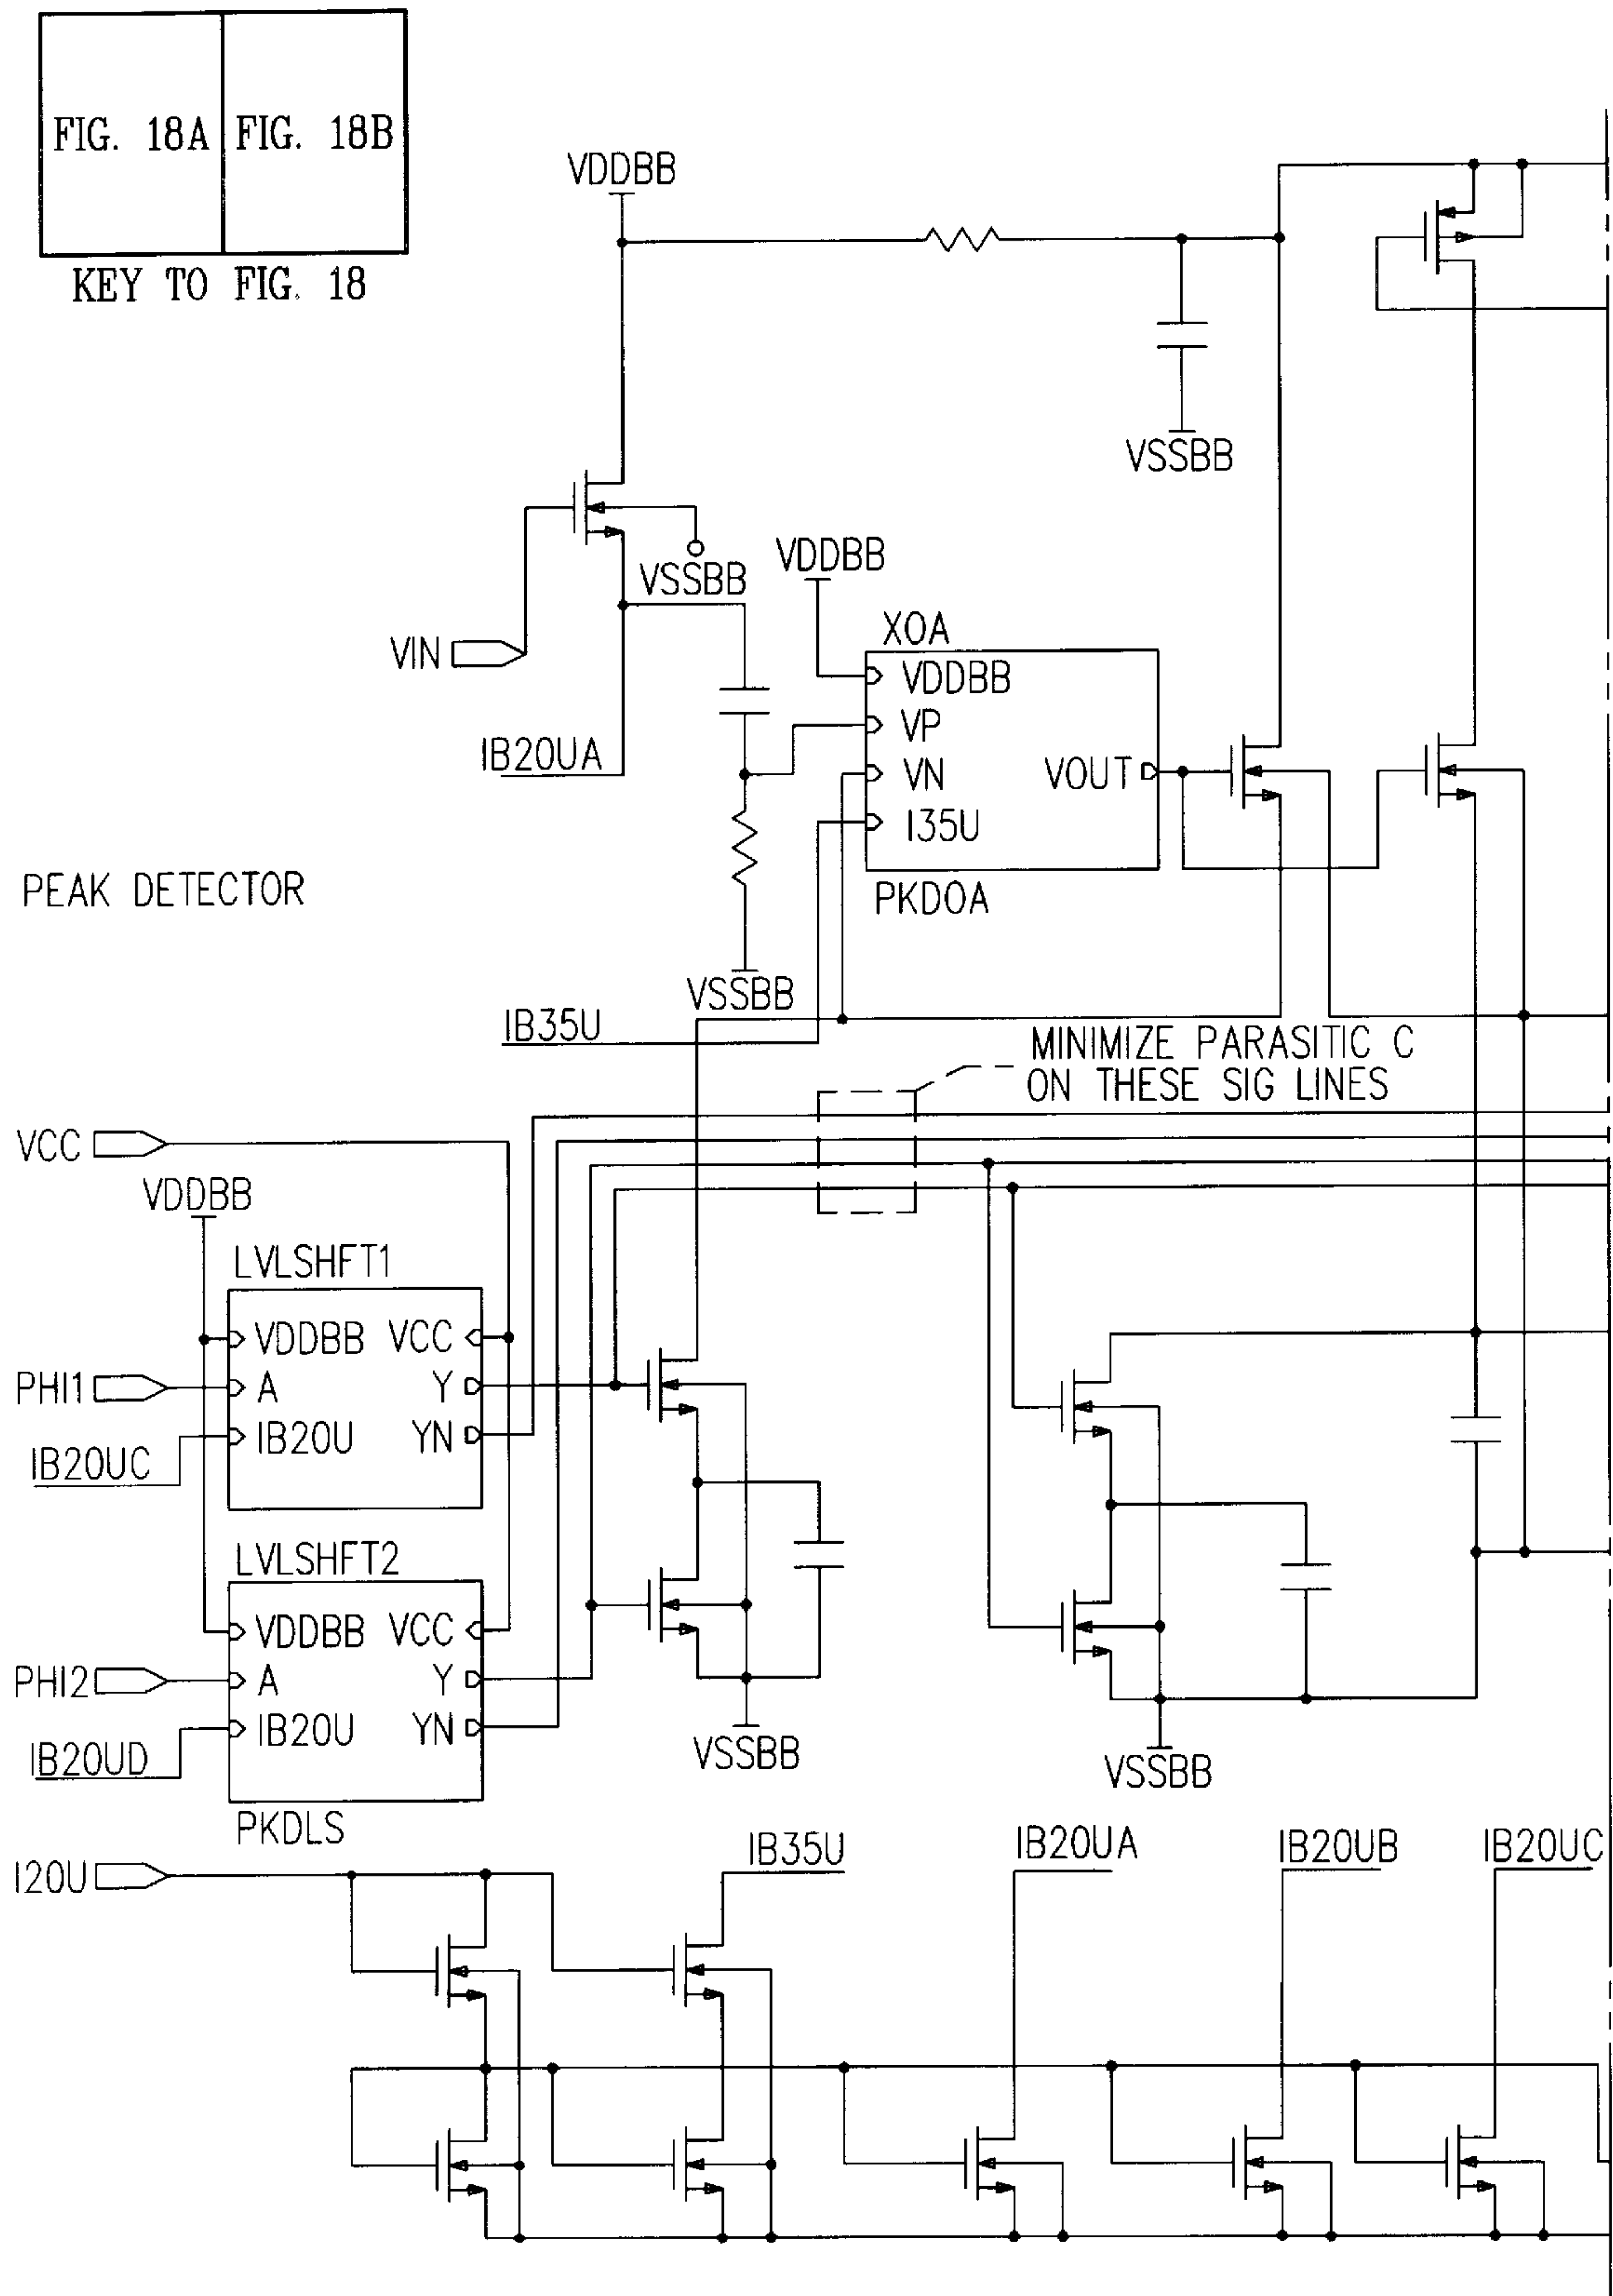 FIG. 18A
FIG. 18B
KEY TO FIG. 18
VDDBB
VSSBB
VSSBB
VDDBB
VIN
X0A
VDDBB
VP
VN
I35U
VOUT
PKDOA
IB20UA
PEAK DETECTOR
VSSBB
IB35U
MINIMIZE PARASITIC C
ON THESE SIG LINES
VCC
VDDBB
LVLSHFT1
VDDBB VCC
PHI1
A Y
IB20U YN
IB20UC
LVLSHFT2
VDDBB VCC
PHI2
A Y
IB20U YN
IB20UD
PKDLS
VSSBB
VSSBB
I20U
IB35U
IB20UA
IB20UB
IB20UC